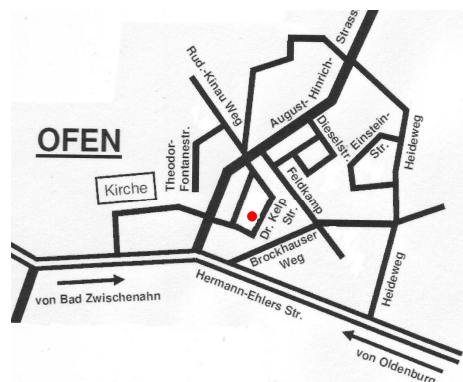 Strasse
Rud.-Kinau Weg
August-Hinrich-
OFEN
Theodor-
Fontanestr.
Dieselstr.
Einstein-
Str.
Heideweg
Kirche
Feldkamp
Dr. Kelp
Str.
Brockhauser
Weg
von Bad Zwischenahn
Hermann-Ehlers Str.
Heideweg
von Oldenburg